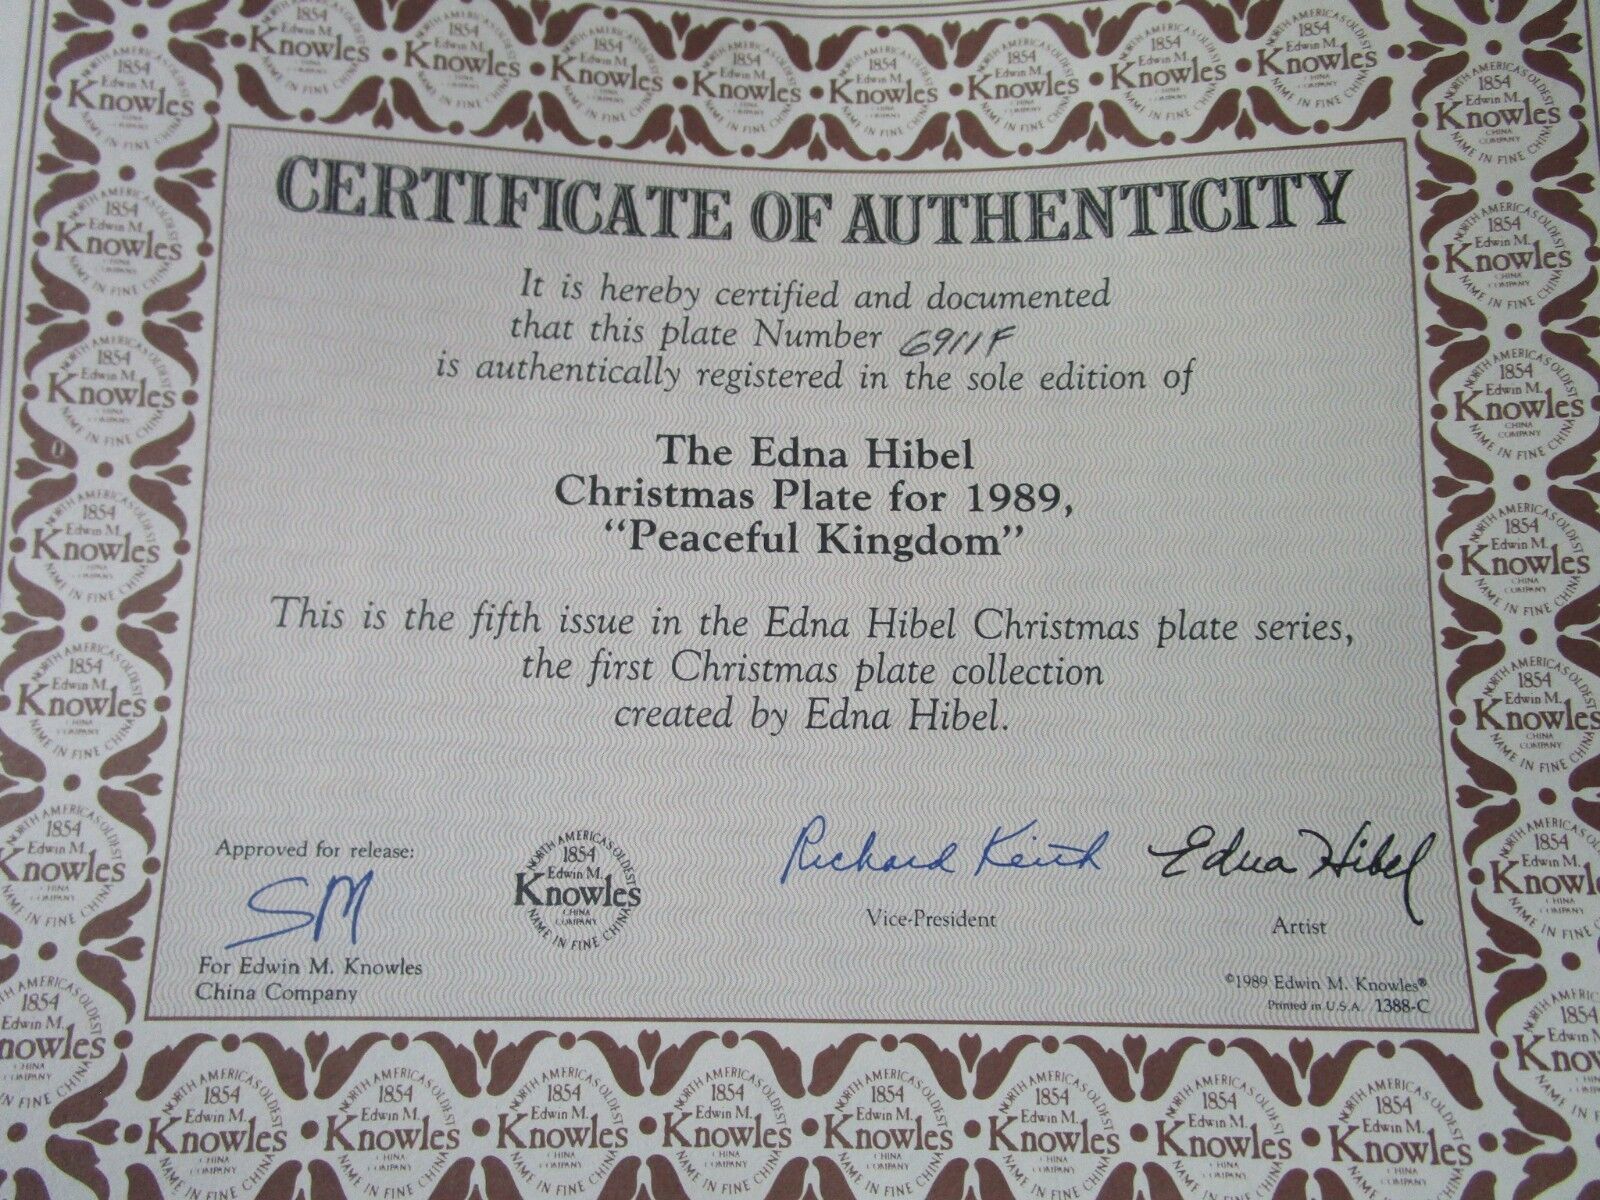 CERTIFICATE OF AUTHENTICITY
It is hereby certified and documented
that this plate Number 6911F
is authentically registered in the sole edition of
The Edna Hibel
Christmas Plate for 1989,
“Peaceful Kingdom”
This is the fifth issue in the Edna Hibel Christmas plate series,
the first Christmas plate collection
created by Edna Hibel.
Approved for release:
SM
For Edwin M. Knowles
China Company
NORTH AMERICA'S OLDEST
1854
Edwin M.
Knowles
CHINA
COMPANY
NAME IN FINE CHINA
Richard Keith
Vice-President
Edna Hibel
Artist
©1989 Edwin M. Knowles®
Printed in U.S.A. 1388-C